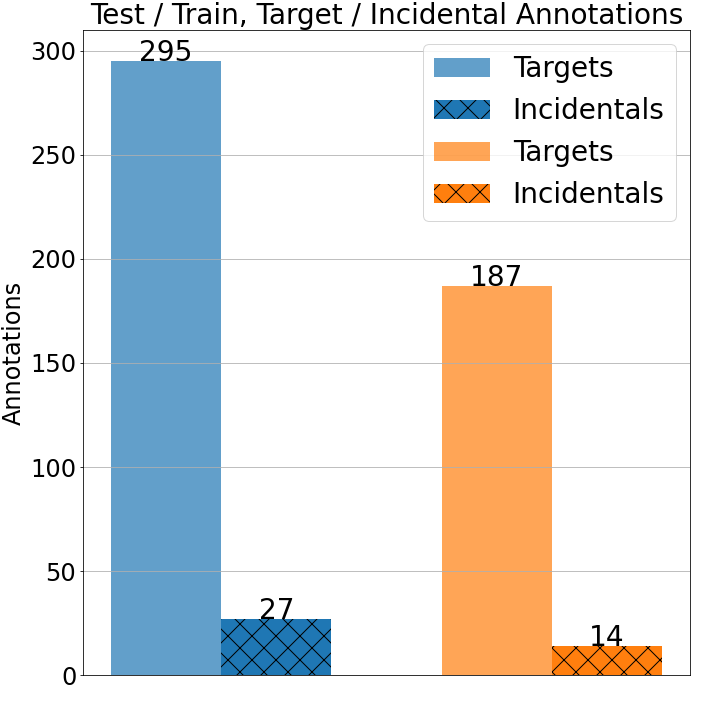 Test / Train, Target / Incidental Annotations
295
300
Targets
Incidentals
250
Targets
Incidentals
200
187
Annotations
150
100
50
27
14
0